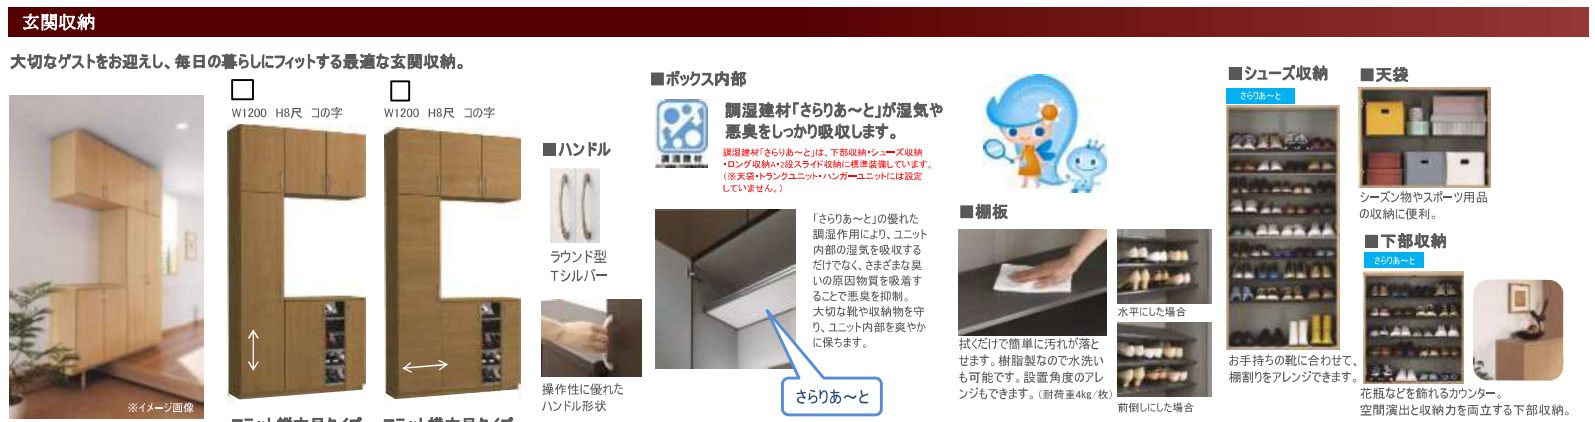 玄関収納
大切なゲストをお迎えし、毎日の暮らしにフィットする最適な玄関収納。
※イメージ画像
W1200 H8尺 コの字
W1200 H8尺 コの字
■ハンドル
ラウンド型
Tシルバー
操作性に優れた
ハンドル形状
■ボックス内部
調湿建材
調湿建材「さらりあ～と」が湿気や
悪臭をしっかり吸収します。
調湿建材「さらりあ～と」は、下部収納・シューズ収納
・ロング収納A・2段スライド収納に標準装備しています。
(※天袋・トランクユニット・ハンガーユニットには設定
していません。)
「さらりあ～と」の優れた
調湿作用により、ユニット
内部の湿気を吸収する
だけでなく、さまざまな臭
いの原因物質を吸着す
ることで悪臭を抑制。
大切な靴や収納物を守
り、ユニット内部を爽やか
に保ちます。
さらりあ～と
■棚板
拭くだけで簡単に汚れが落と
せます。樹脂製なので水洗い
も可能です。設置角度のアレ
ンジもできます。(耐荷重4kg/枚)
水平にした場合
前倒しにした場合
■シューズ収納
さらりあ～と
お手持ちの靴に合わせて、
棚割りをアレンジできます。
■天袋
シーズン物やスポーツ用品
の収納に便利。
■下部収納
さらりあ～と
花瓶などを飾れるカウンター。
空間演出と収納力を両立する下部収納。